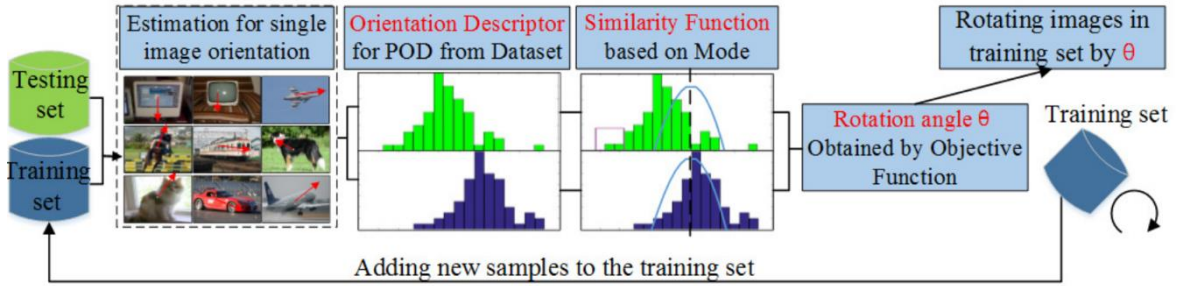 Testing
set
Training
set
Estimation for single
image orientation
Orientation Descriptor
for POD from Dataset
Similarity Function
based on Mode
Rotation angle θ
Obtained by Objective
Function
Rotating images in
training set by θ
Training set
Adding new samples to the training set